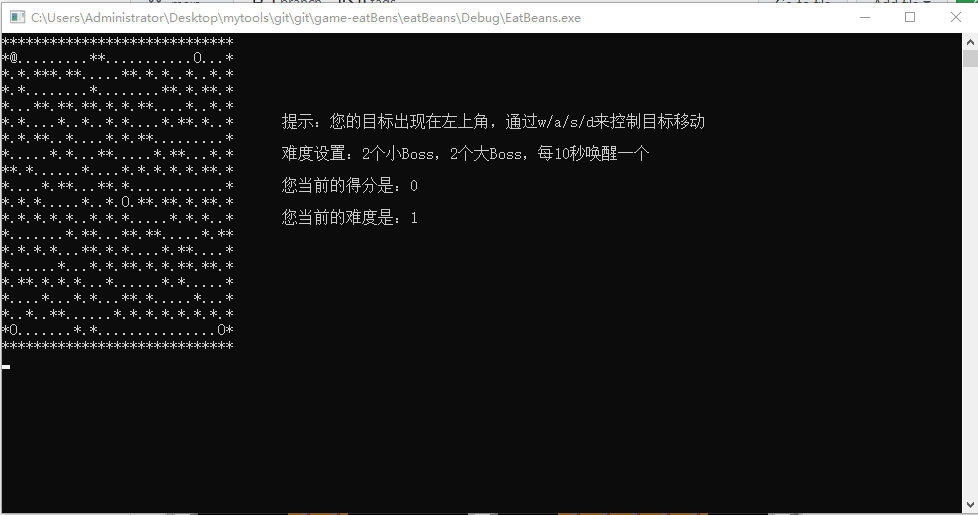 C:\Users\Administrator\Desktop\mytools\git\git\game-eatBens\eatBeans\Debug\EatBeans.exe
*****************************
*@.........**...........O...*
*.*.***.**.....**.*.*..*..*.*
*.*........*........**.*.**.*
*...**.**.**.*.*.**....*..*.*
*.*....*..*..*.*....*.**.*..*
*.*.**..*....*.*.**.........*
*.....*.*...**.....*.**.*...*
**.*......*....*.*.*.*.*.**.*
*....*.**...**.*............*
*.*.*.....*..*.O.**.**.*.**.*
*.*.*.*.*.*.*.*.....*.*.*..*
*.......*.**...**.**.....*.**
*.*.*.*...**.*.*....*.**....*
*......*...*.*.**.*.*.**.**.*
*.**.*.*.*...*......*.*.....*
*....*...*.*...**.*.....*...*
*..*..**......*.*.*.*.*.*.*.*
*O.......*.*...............O*
*****************************
提示：您的目标出现在左上角，通过w/a/s/d来控制目标移动
难度设置：2个小Boss，2个大Boss，每10秒唤醒一个
您当前的得分是：0
您当前的难度是：1